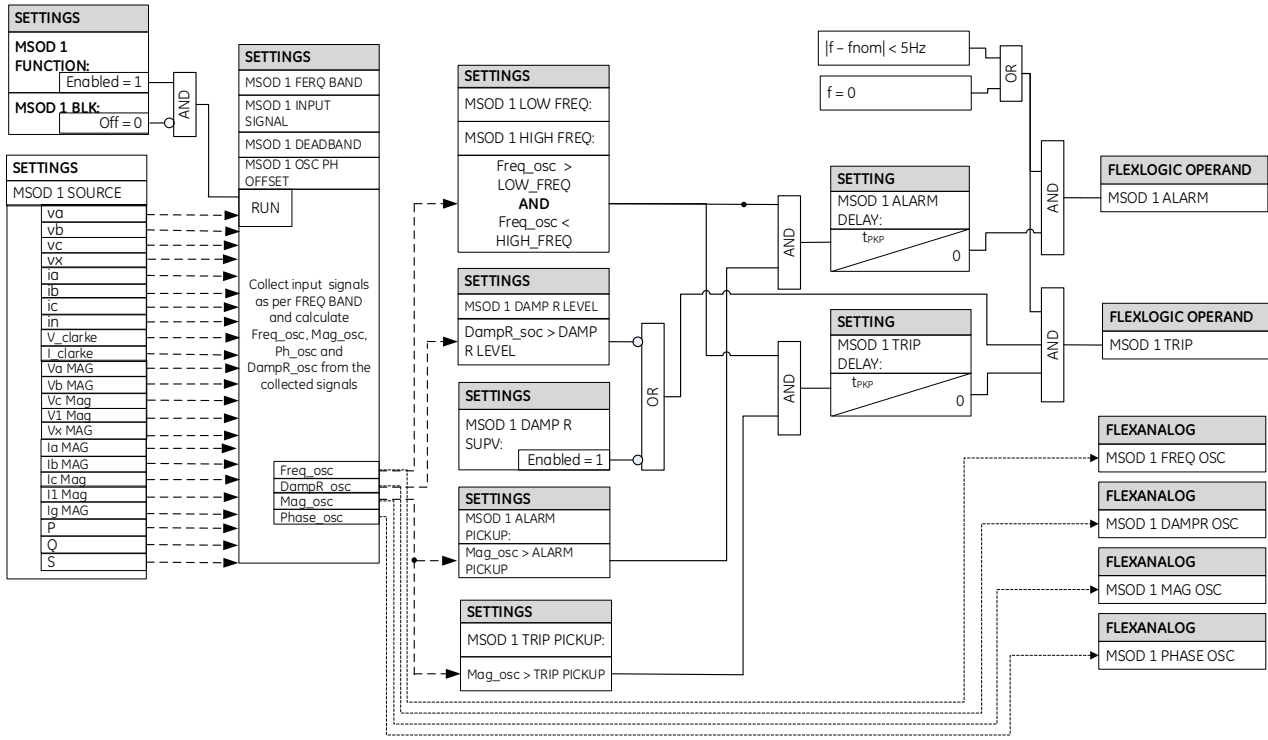 SETTINGS
MSOD 1
FUNCTION:
Enabled = 1
MSOD 1 BLK:
Off = 0
AND
SETTINGS
MSOD 1 SOURCE
va
vb
vc
vx
ia
ib
ic
in
V_clarke
I_clarke
Va MAG
Vb MAG
Vc Mag
V1 Mag
Vx MAG
Ia MAG
Ib MAG
Ic Mag
I1 Mag
Ig MAG
P
Q
S
SETTINGS
MSOD 1 FERQ BAND
MSOD 1 INPUT
SIGNAL
MSOD 1 DEADBAND
MSOD 1 OSC PH
OFFSET
RUN
Collect input signals
as per FREQ BAND
and calculate
Freq_osc, Mag_osc,
Ph_osc and
DampR_osc from the
collected signals
Freq_osc
DampR_osc
Mag_osc
Phase_osc
SETTINGS
MSOD 1 LOW FREQ:
MSOD 1 HIGH FREQ:
Freq_osc >
LOW_FREQ
AND
Freq_osc <
HIGH_FREQ
SETTINGS
MSOD 1 DAMP R LEVEL
DampR_soc > DAMP
R LEVEL
SETTINGS
MSOD 1 DAMP R
SUPV:
Enabled = 1
OR
SETTINGS
MSOD 1 ALARM
PICKUP:
Mag_osc > ALARM
PICKUP
SETTINGS
MSOD 1 TRIP PICKUP:
Mag_osc > TRIP PICKUP
AND
AND
|f – fnom| < 5Hz
f = 0
OR
SETTING
MSOD 1 ALARM
DELAY:
tPKP
0
SETTING
MSOD 1 TRIP
DELAY:
tPKP
0
AND
AND
FLEXLOGIC OPERAND
MSOD 1 ALARM
FLEXLOGIC OPERAND
MSOD 1 TRIP
FLEXANALOG
MSOD 1 FREQ OSC
FLEXANALOG
MSOD 1 DAMPR OSC
FLEXANALOG
MSOD 1 MAG OSC
FLEXANALOG
MSOD 1 PHASE OSC